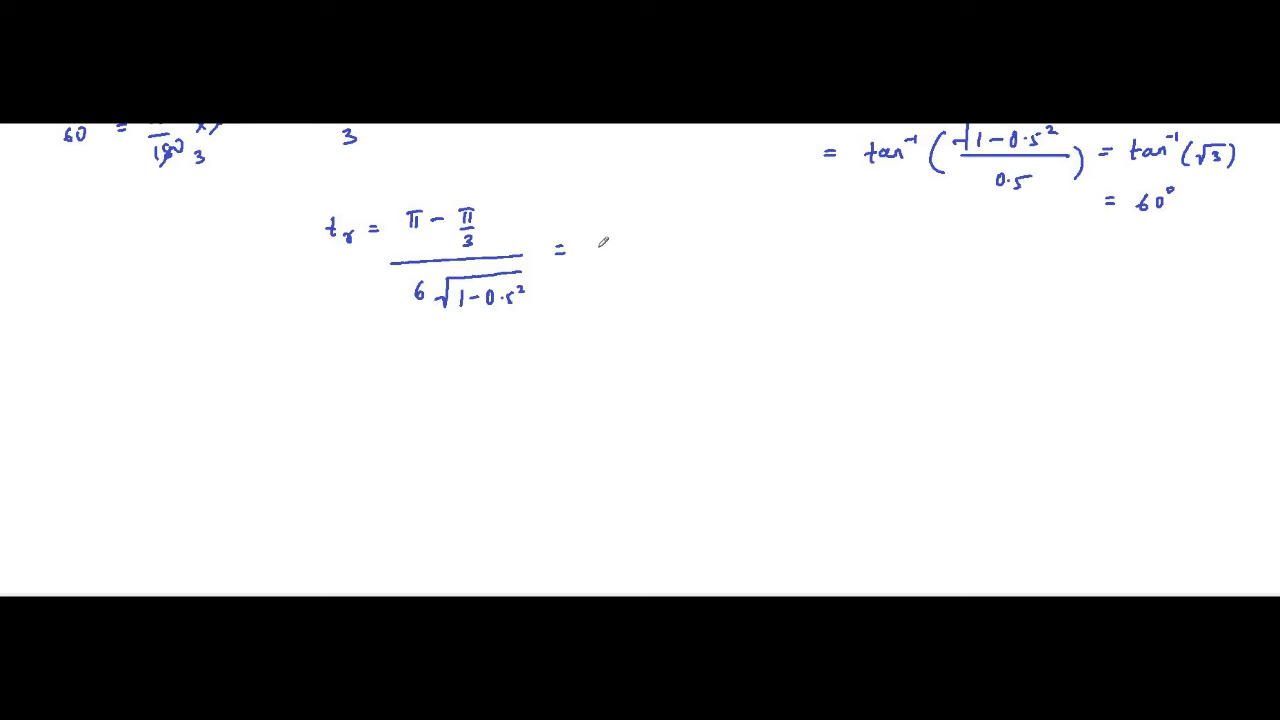 60 = π/180 x 3
= tan⁻¹ (√1-0.5²/0.5) = tan⁻¹(√3)
= 60°
tᵣ = π - π/3 / 6√1-0.5² =